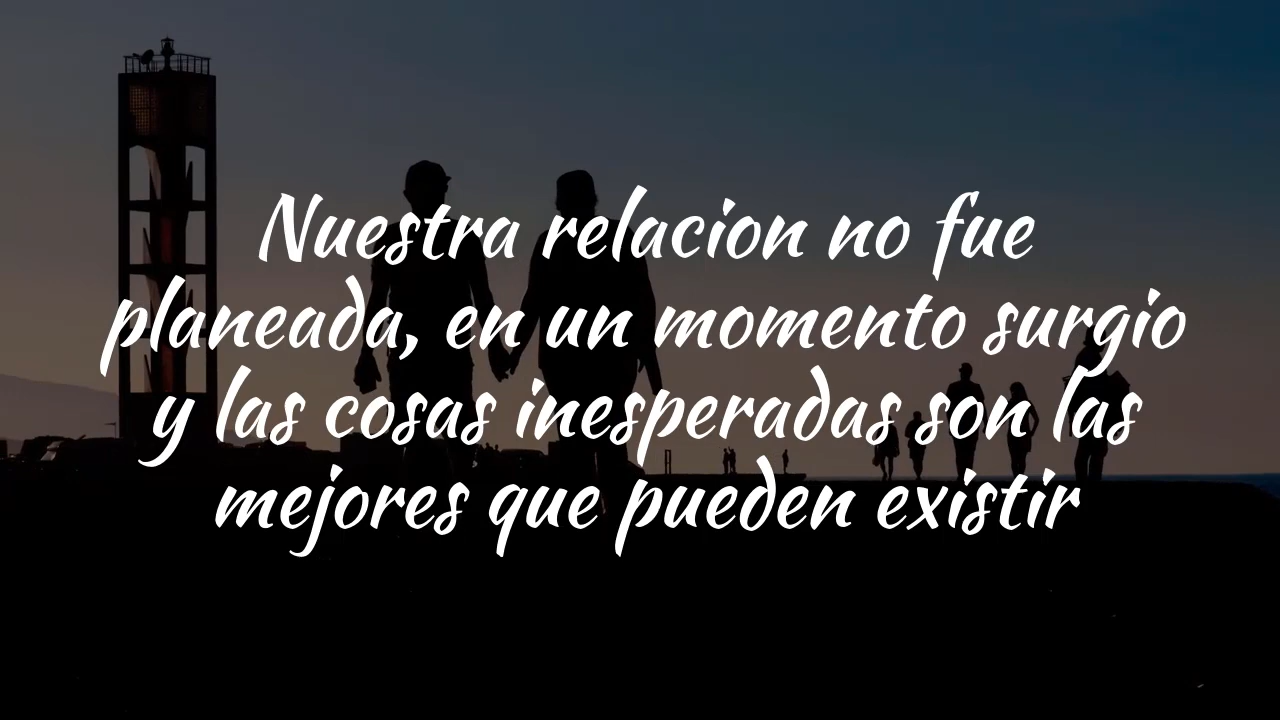 Nuestra relacion no fue
planeada, en un momento surgio
y las cosas inesperadas son las
mejores que pueden existir